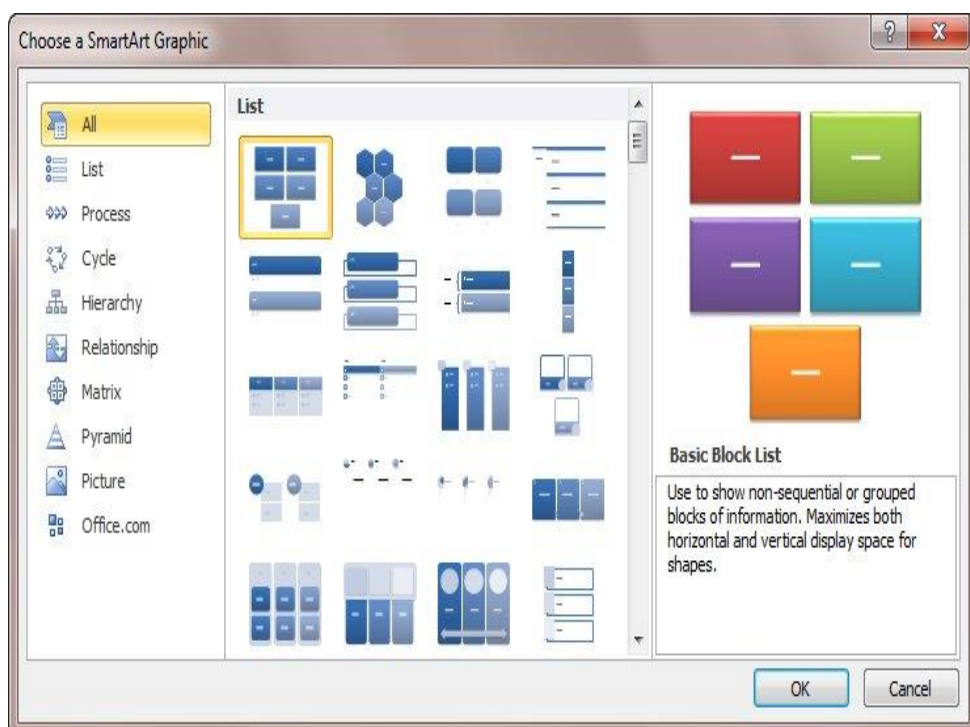 Choose a SmartArt Graphic
All
List
Process
Cycle
Hierarchy
Relationship
Matrix
Pyramid
Picture
Office.com
List
Basic Block List
Use to show non-sequential or grouped
blocks of information. Maximizes both
horizontal and vertical display space for
shapes.
OK
Cancel